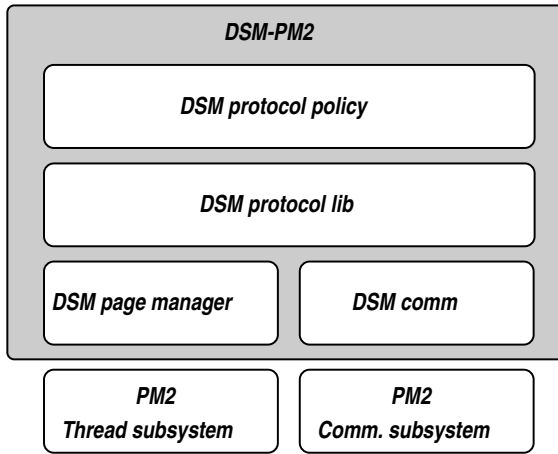 DSM-PM2
DSM protocol policy
DSM protocol lib
DSM page manager
DSM comm
PM2
Thread subsystem
PM2
Comm. subsystem